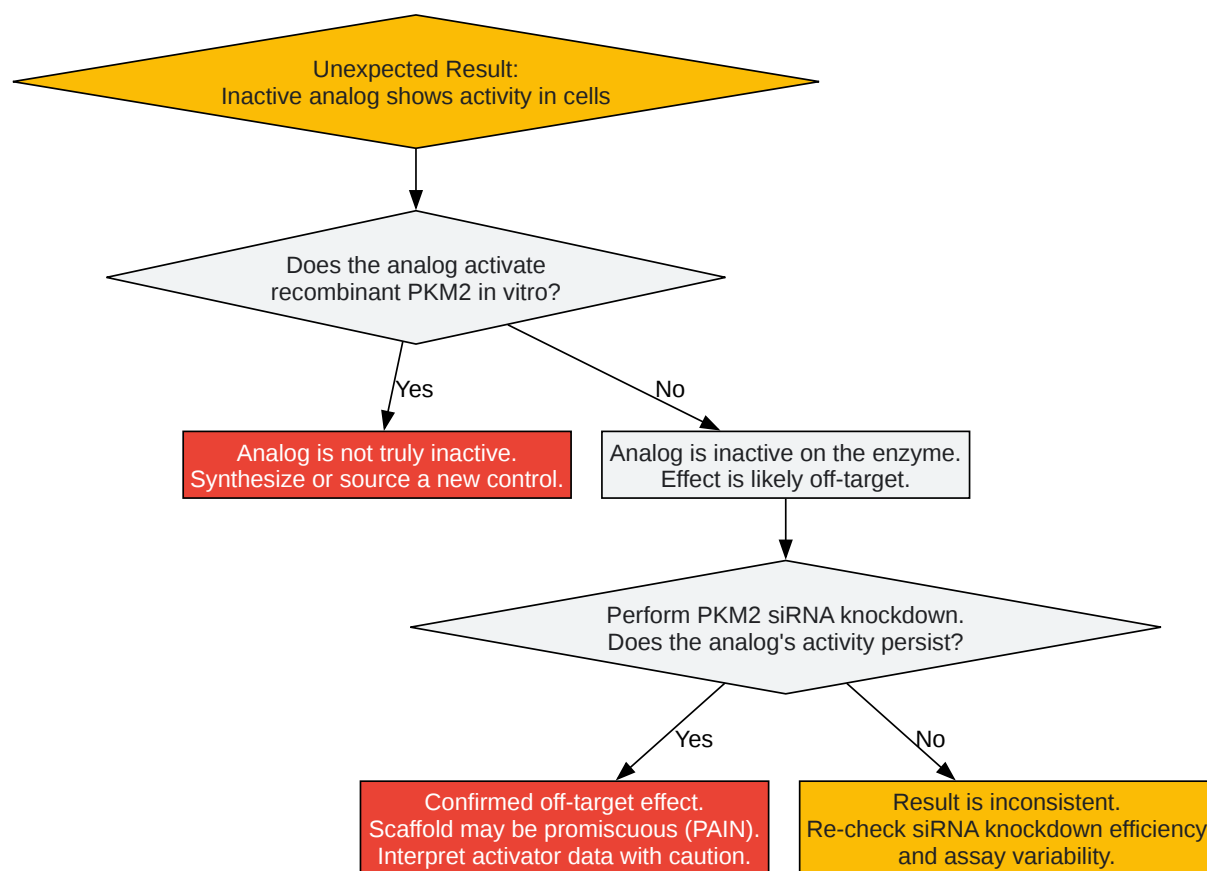 Unexpected Result:
Inactive analog shows activity in cells
Does the analog activate
recombinant PKM2 in vitro?
Yes
No
Analog is not truly inactive.
Synthesize or source a new control.
Analog is inactive on the enzyme.
Effect is likely off-target.
Perform PKM2 siRNA knockdown.
Does the analog's activity persist?
Yes
No
Confirmed off-target effect.
Scaffold may be promiscuous (PAIN).
Interpret activator data with caution.
Result is inconsistent.
Re-check siRNA knockdown efficiency
and assay variability.